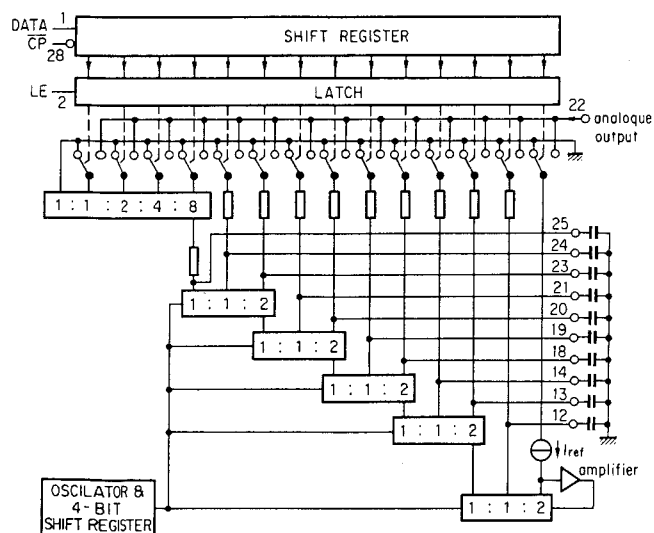 DATA 1
SHIFT REGISTER
CP
28
LE 2
LATCH
22
analoque
output
1 : 1 : 2 : 4 : 8
25
24
23
1 : 1 : 2
21
20
1 : 1 : 2
19
18
1 : 1 : 2
14
13
1 : 1 : 2
12
Iref
amplifier
OSCILATOR &
4-BIT
SHIFT REGISTER
1 : 1 : 2